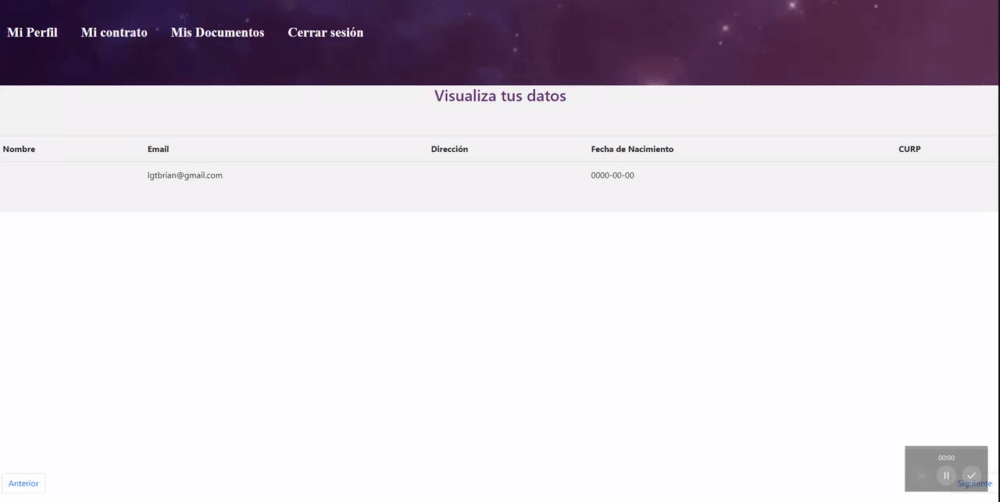 Mi Perfil Mi contrato Mis Documentos Cerrar sesión
Visualiza tus datos
Nombre Email Dirección Fecha de Nacimiento CURP
lgtbrian@gmail.com 0000-00-00
00:00
Anterior Siguiente